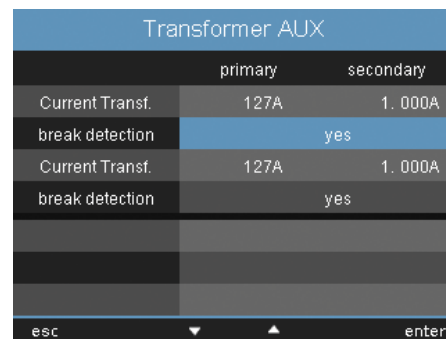 Transformer AUX
primary secondary
Current Transf. 127A 1. 000A
break detection yes
Current Transf. 127A 1. 000A
break detection yes
esc ▼ ▲ enter